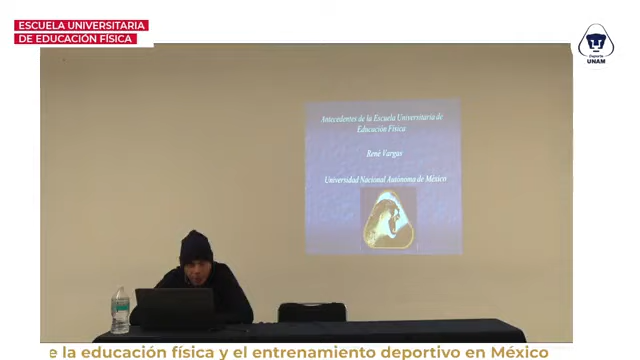 ESCUELA UNIVERSITARIA
DE EDUCACIÓN FÍSICA
Deporte
UNAM
Antecedentes de la Escuela Universitaria de
Educación Física
René Vargas
Universidad Nacional Autónoma de México
e la educación física y el entrenamiento deportivo en México